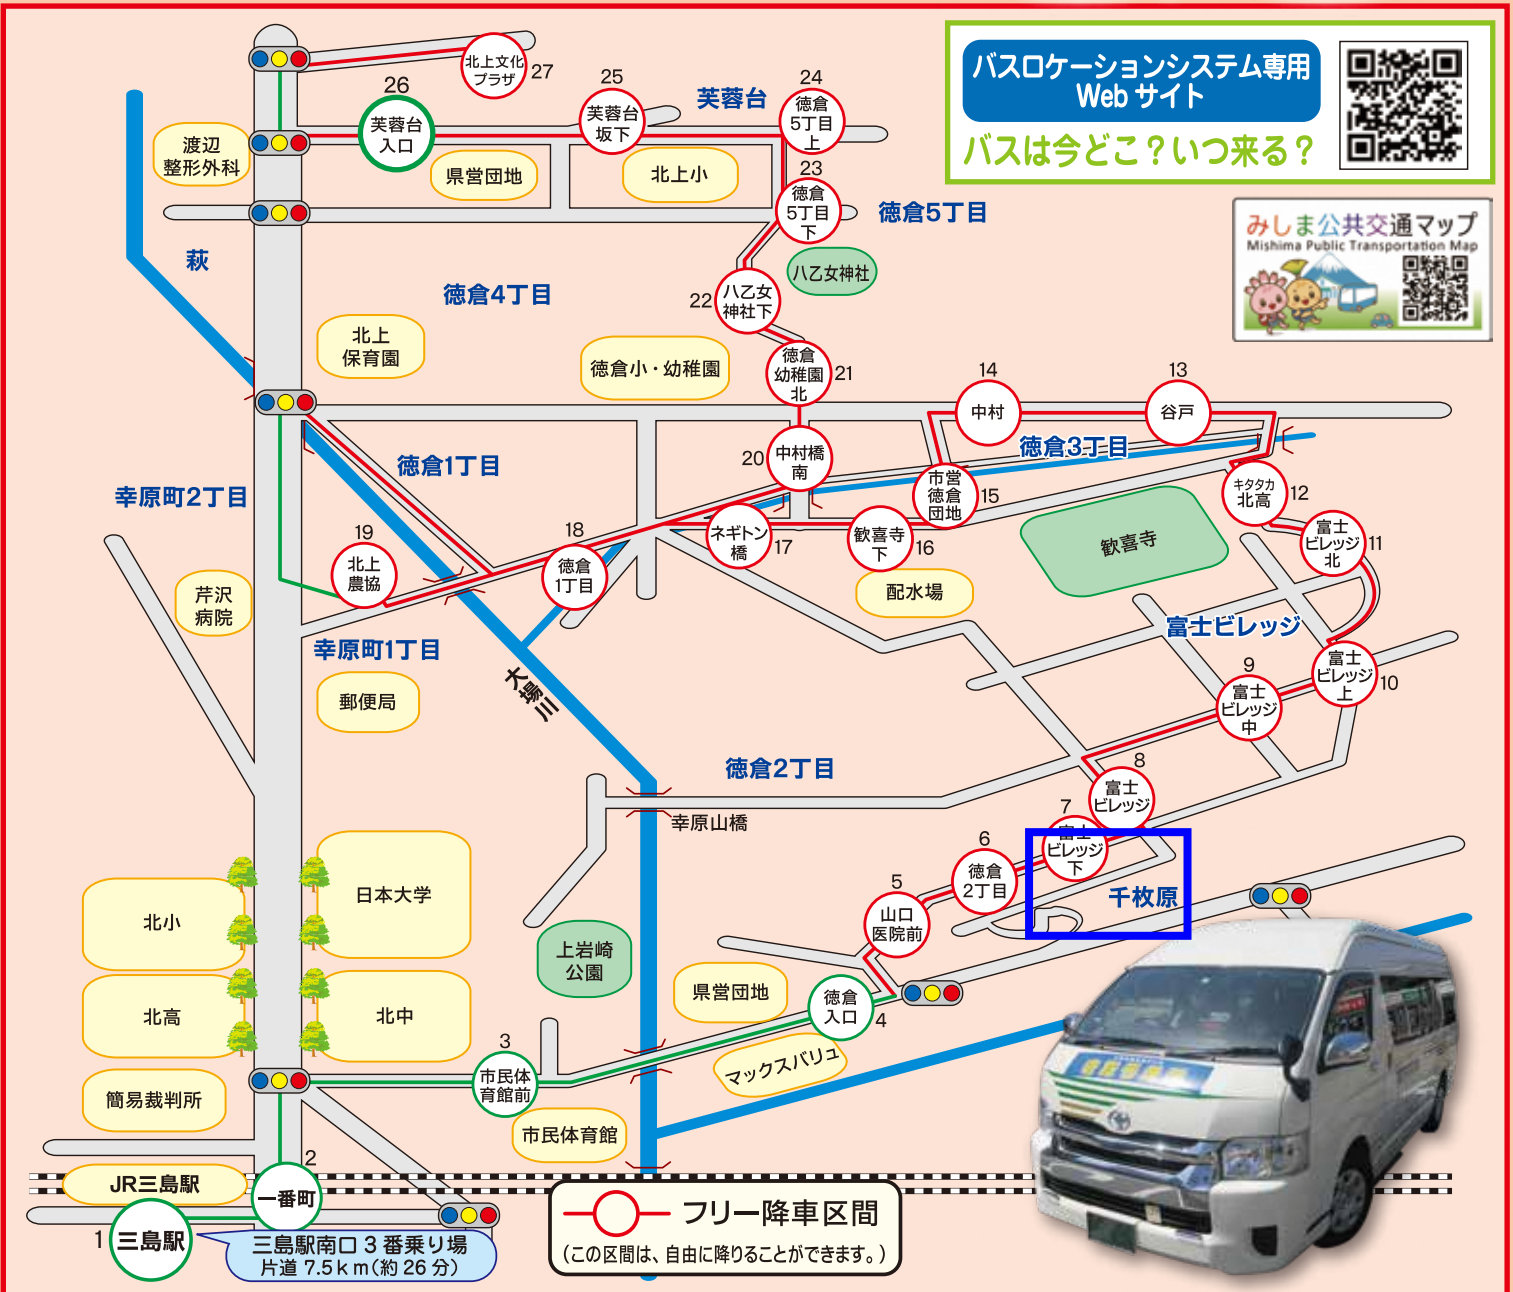 バスロケーションシステム専用
Webサイト
バスは今どこ？いつ来る？
みしま公共交通マップ
Mishima Public Transportation Map
北上文化
プラザ
27
26
芙蓉台
入口
25
芙蓉台
坂下
芙蓉台
24
徳倉
5丁目
上
渡辺
整形外科
県営団地
北上小
23
徳倉
5丁目
下
徳倉5丁目
八乙女神社
萩
徳倉4丁目
22
八乙女
神社下
北上
保育園
徳倉小・幼稚園
徳倉
幼稚園
北
21
14
中村
13
谷戸
徳倉3丁目
20
中村橋
南
徳倉1丁目
幸原町2丁目
市営
徳倉
団地
15
キタタカ
北高
12
富士
ビレッジ
北
11
19
北上
農協
18
徳倉
1丁目
ネギトン
橋
17
歓喜寺
下
16
歓喜寺
配水場
芹沢
病院
幸原町1丁目
富士ビレッジ
大場川
郵便局
富士
ビレッジ
上
10
9
富士
ビレッジ
中
徳倉2丁目
8
富士
ビレッジ
幸原山橋
7
富士
ビレッジ
下
6
徳倉
2丁目
千枚原
5
山口
医院前
日本大学
北小
上岩崎
公園
北高
北中
県営団地
徳倉
入口
4
3
市民体
育館前
マックスバリュ
簡易裁判所
市民体育館
JR三島駅
2
一番町
1
三島駅
三島駅南口3番乗り場
片道7.5km(約26分)
フリー降車区間
(この区間は、自由に降りることができます。)